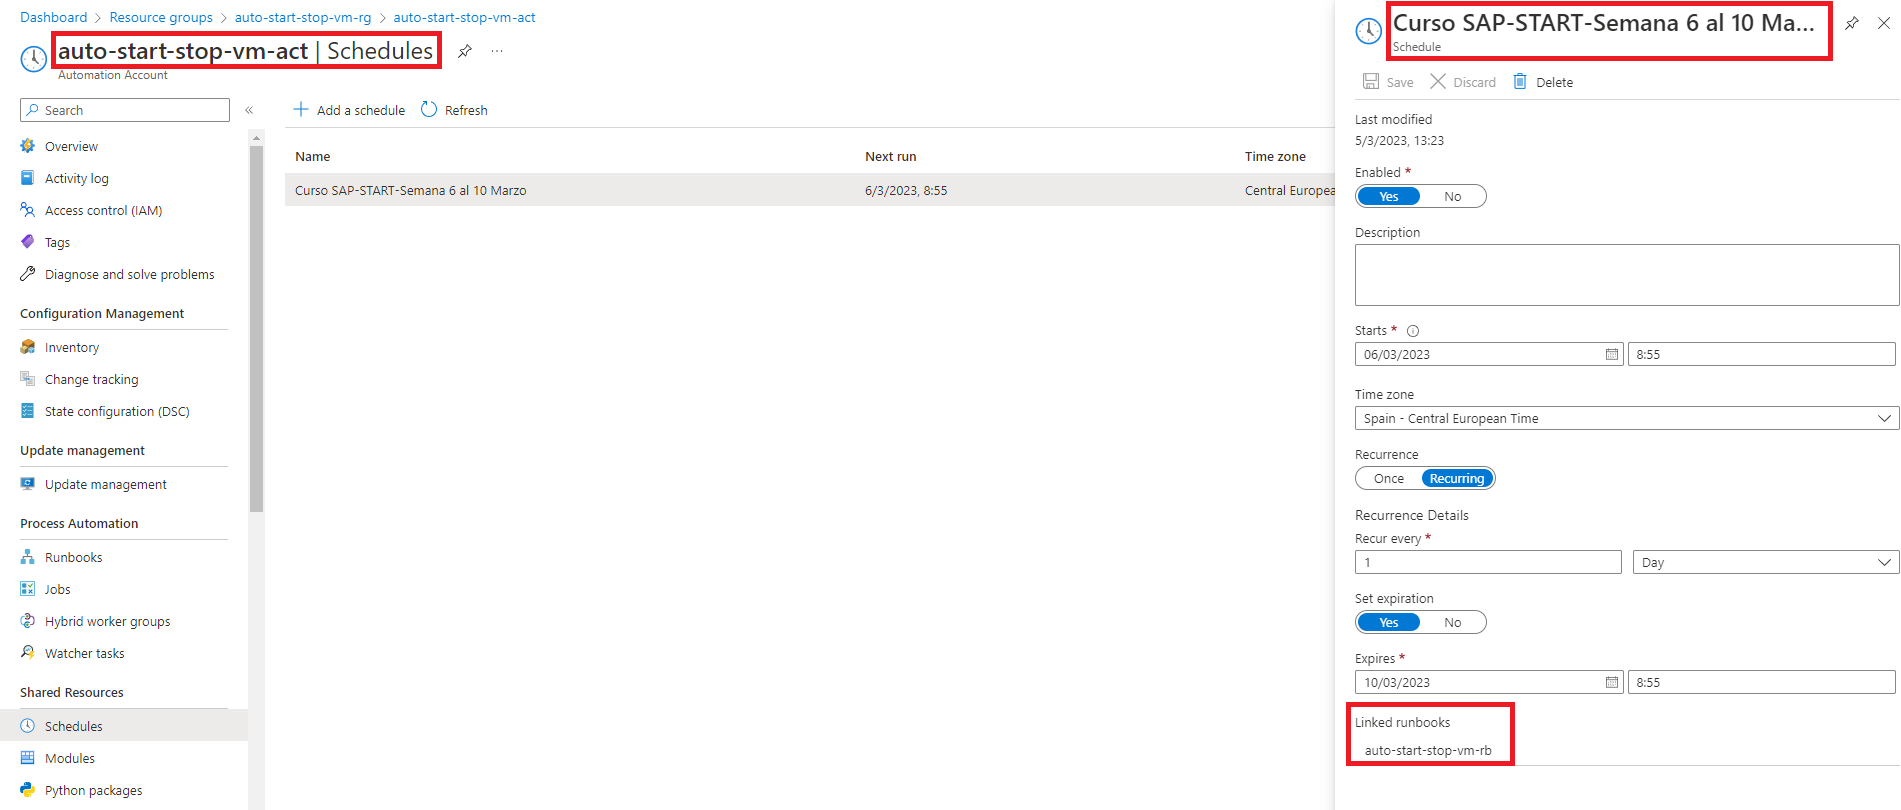 Dashboard > Resource groups > auto-start-stop-vm-rg > auto-start-stop-vm-act
auto-start-stop-vm-act | Schedules
Automation Account
Search
Overview
Activity log
Access control (IAM)
Tags
Diagnose and solve problems
Configuration Management
Inventory
Change tracking
State configuration (DSC)
Update management
Update management
Process Automation
Runbooks
Jobs
Hybrid worker groups
Watcher tasks
Shared Resources
Schedules
Modules
Python packages
Add a schedule Refresh
Name Next run Time zone
Curso SAP-START-Semana 6 al 10 Marzo 6/3/2023, 8:55 Central Europea
Curso SAP-START-Semana 6 al 10 Ma...
Schedule
Save Discard Delete
Last modified
5/3/2023, 13:23
Enabled *
Yes No
Description
Starts *
06/03/2023 8:55
Time zone
Spain - Central European Time
Recurrence
Once Recurring
Recurrence Details
Recur every *
1 Day
Set expiration
Yes No
Expires *
10/03/2023 8:55
Linked runbooks
auto-start-stop-vm-rb